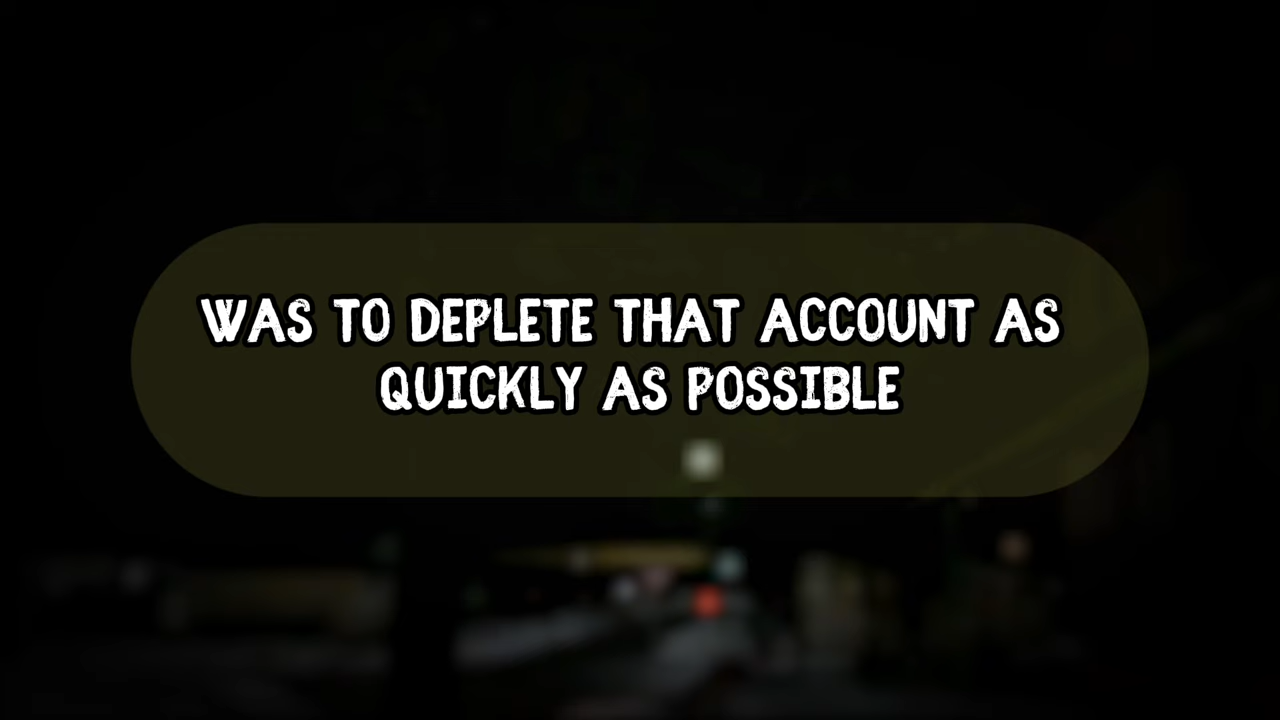 WAS TO DEPLETE THAT ACCOUNT AS
QUICKLY AS POSSIBLE